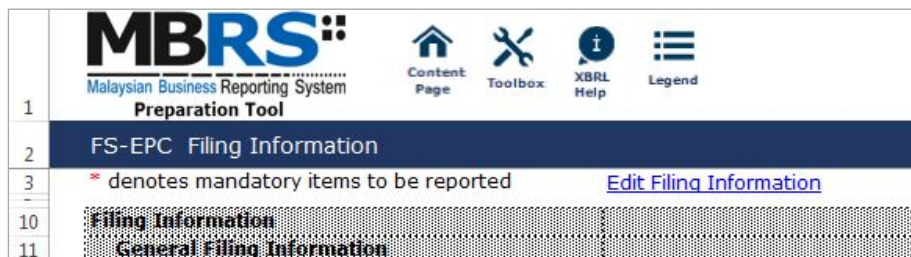 MBRS
Malaysian Business Reporting System
Preparation Tool
Content Page
Toolbox
XBRL Help
Legend
1
2 FS-EPC Filing Information
3 * denotes mandatory items to be reported Edit Filing Information
10 Filing Information
11 General Filing Information